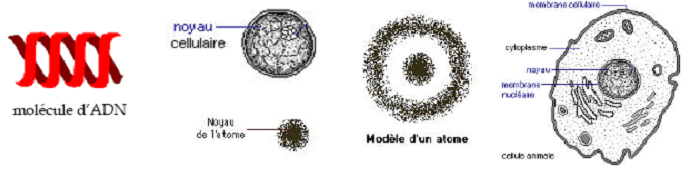 molécule d'ADN
noyau
cellulaire
Noyau
de l'atome
Modèle d'un atome
membrane cellulaire
cytoplasme
noyau
membrane
nucléaire
cellule animale